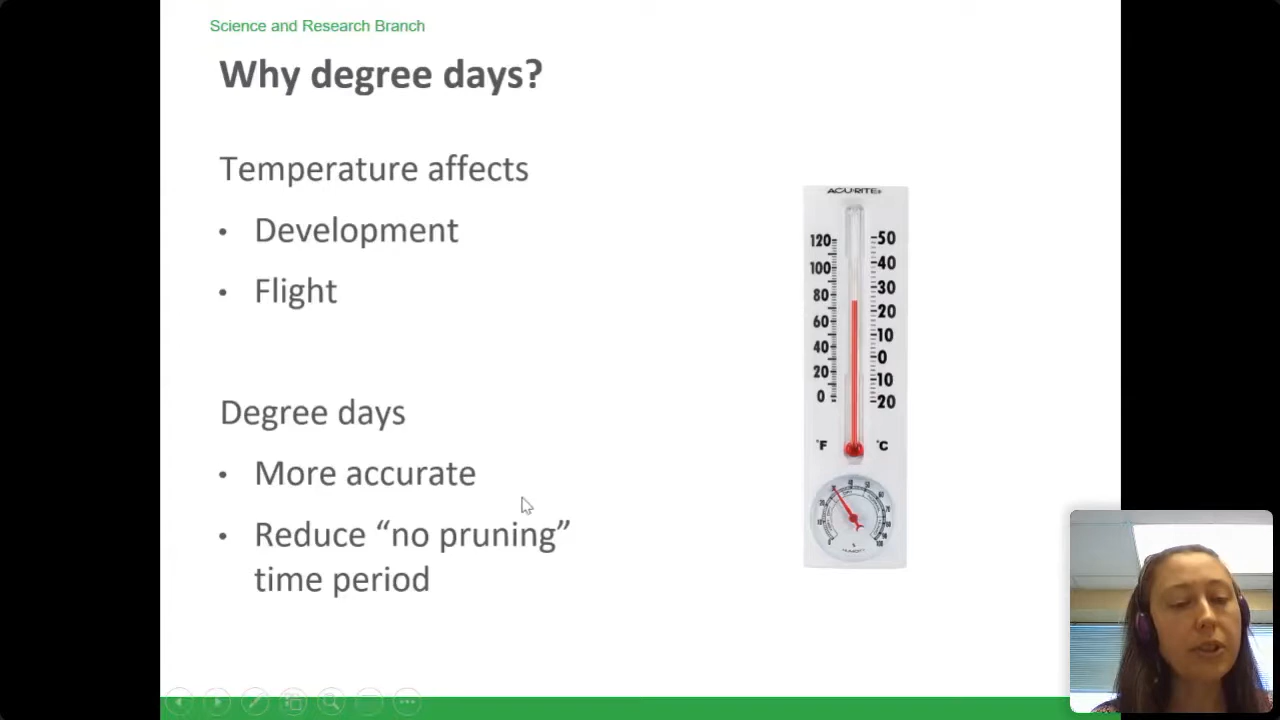 Science and Research Branch
Why degree days?
Temperature affects
• Development
• Flight
Degree days
• More accurate
• Reduce “no pruning”
time period
ACU·RITE
120 50
100 40
80 30
60 20
40 10
20 0
0 10
20
°F °C